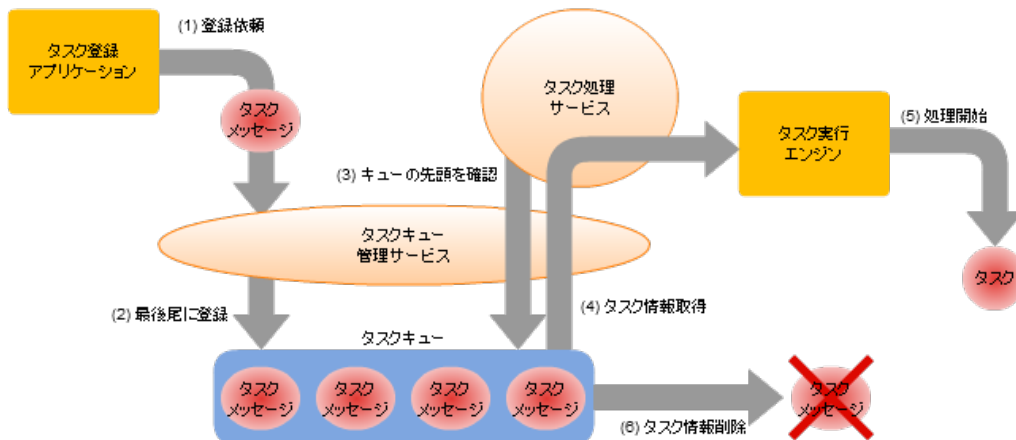 (1) 登録依頼
タスク登録
アプリケーション
タスク
メッセージ
タスク処理
サービス
タスク実行
エンジン
(5) 処理開始
(3) キューの先頭を確認
タスクキュー
管理サービス
タスク
(2) 最後尾に登録
(4) タスク情報取得
タスクキュー
タスク
メッセージ
タスク
メッセージ
タスク
メッセージ
タスク
メッセージ
タスク
メッセージ
(6) タスク情報削除